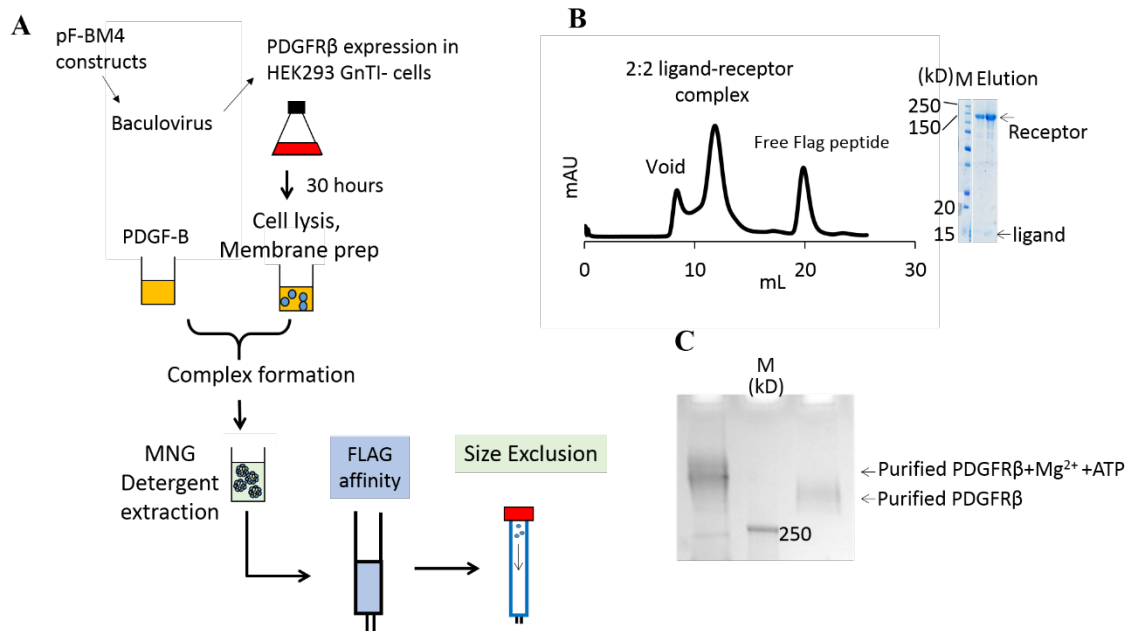 A
pF-BM4
constructs
Baculovirus
PDGFRβ expression in
HEK293 GnTI- cells
30 hours
Cell lysis,
Membrane prep
PDGF-B
Complex formation
MNG
Detergent
extraction
FLAG
affinity
Size Exclusion
B
2:2 ligand-receptor
complex
Void
Free Flag peptide
mAU
0
10
20
30
mL
(kD) M Elution
250
150
Receptor
20
15
ligand
C
M
(kD)
Purified PDGFRβ+Mg²⁺+ATP
Purified PDGFRβ
250